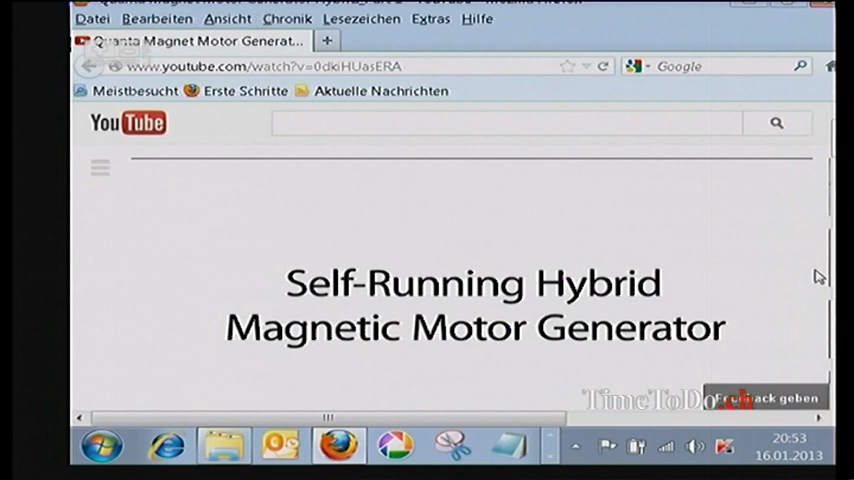 Datei Bearbeiten Ansicht Chronik Lesezeichen Extras Hilfe
Quanta Magnet Motor Generat... +
www.youtube.com/watch?v=0dkiHUasERA
Google
Meistbesucht Erste Schritte Aktuelle Nachrichten
YouTube
Self-Running Hybrid
Magnetic Motor Generator
TimeToDo.ch
geben
20:53
16.01.2013